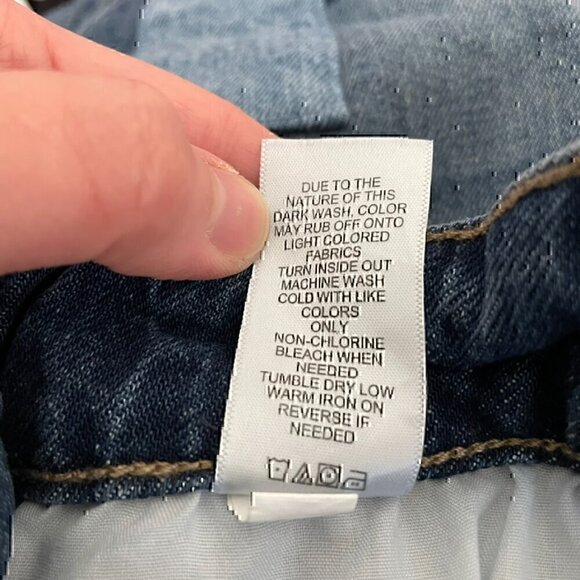 DUE TO THE
NATURE OF THIS
DARK WASH, COLOR
MAY RUB OFF ONTO
LIGHT COLORED
FABRICS
TURN INSIDE OUT
MACHINE WASH
COLD WITH LIKE
COLORS
ONLY
NON-CHLORINE
BLEACH WHEN
NEEDED
TUMBLE DRY LOW
WARM IRON ON
REVERSE IF
NEEDED